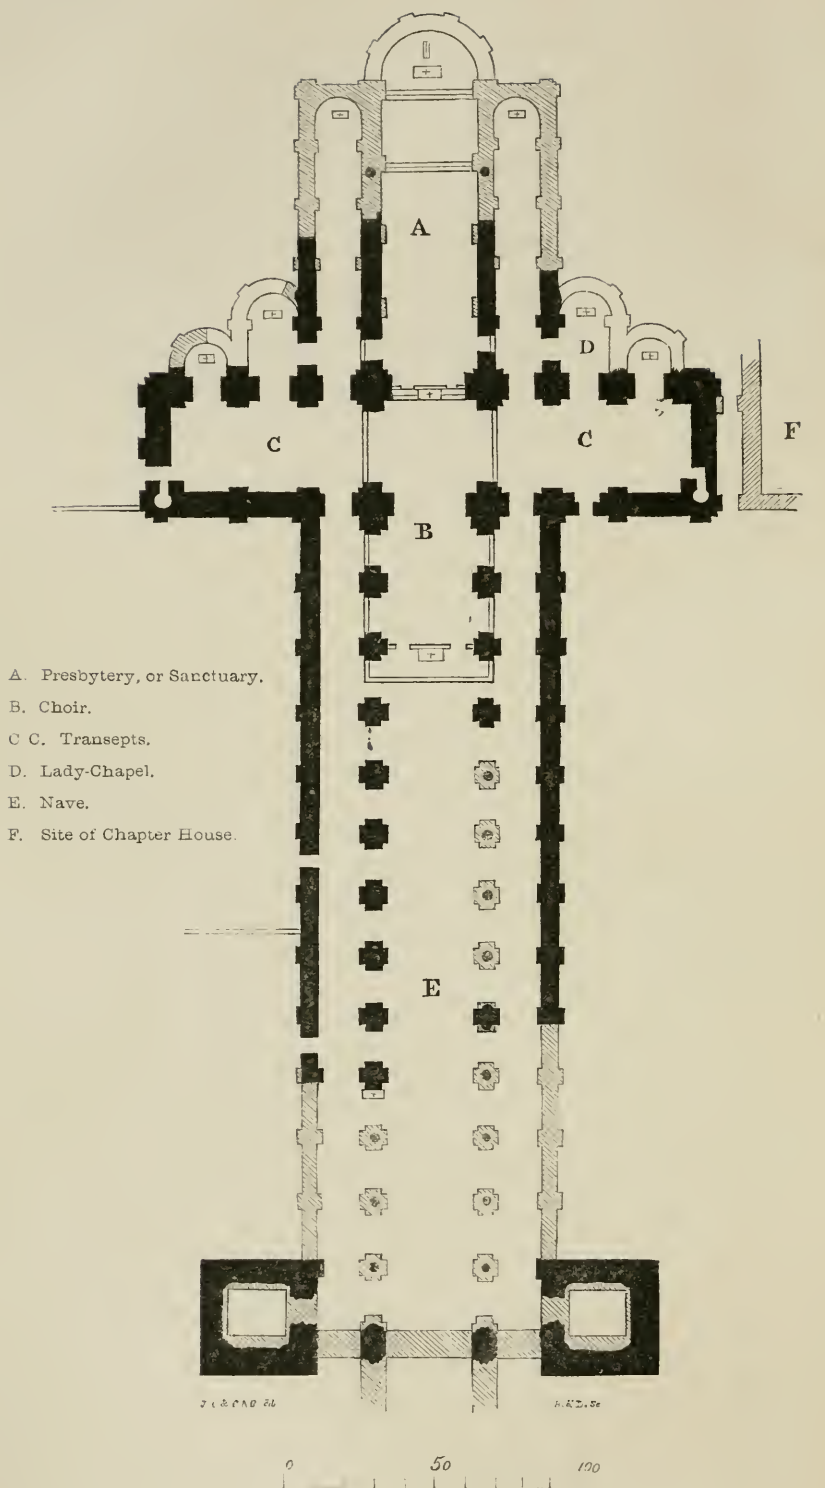 A
D
C
C
F
B
A. Presbytery, or Sanctuary.
B. Choir.
C C. Transepts.
D. Lady-Chapel.
E. Nave.
F. Site of Chapter House.
E
0 50 100